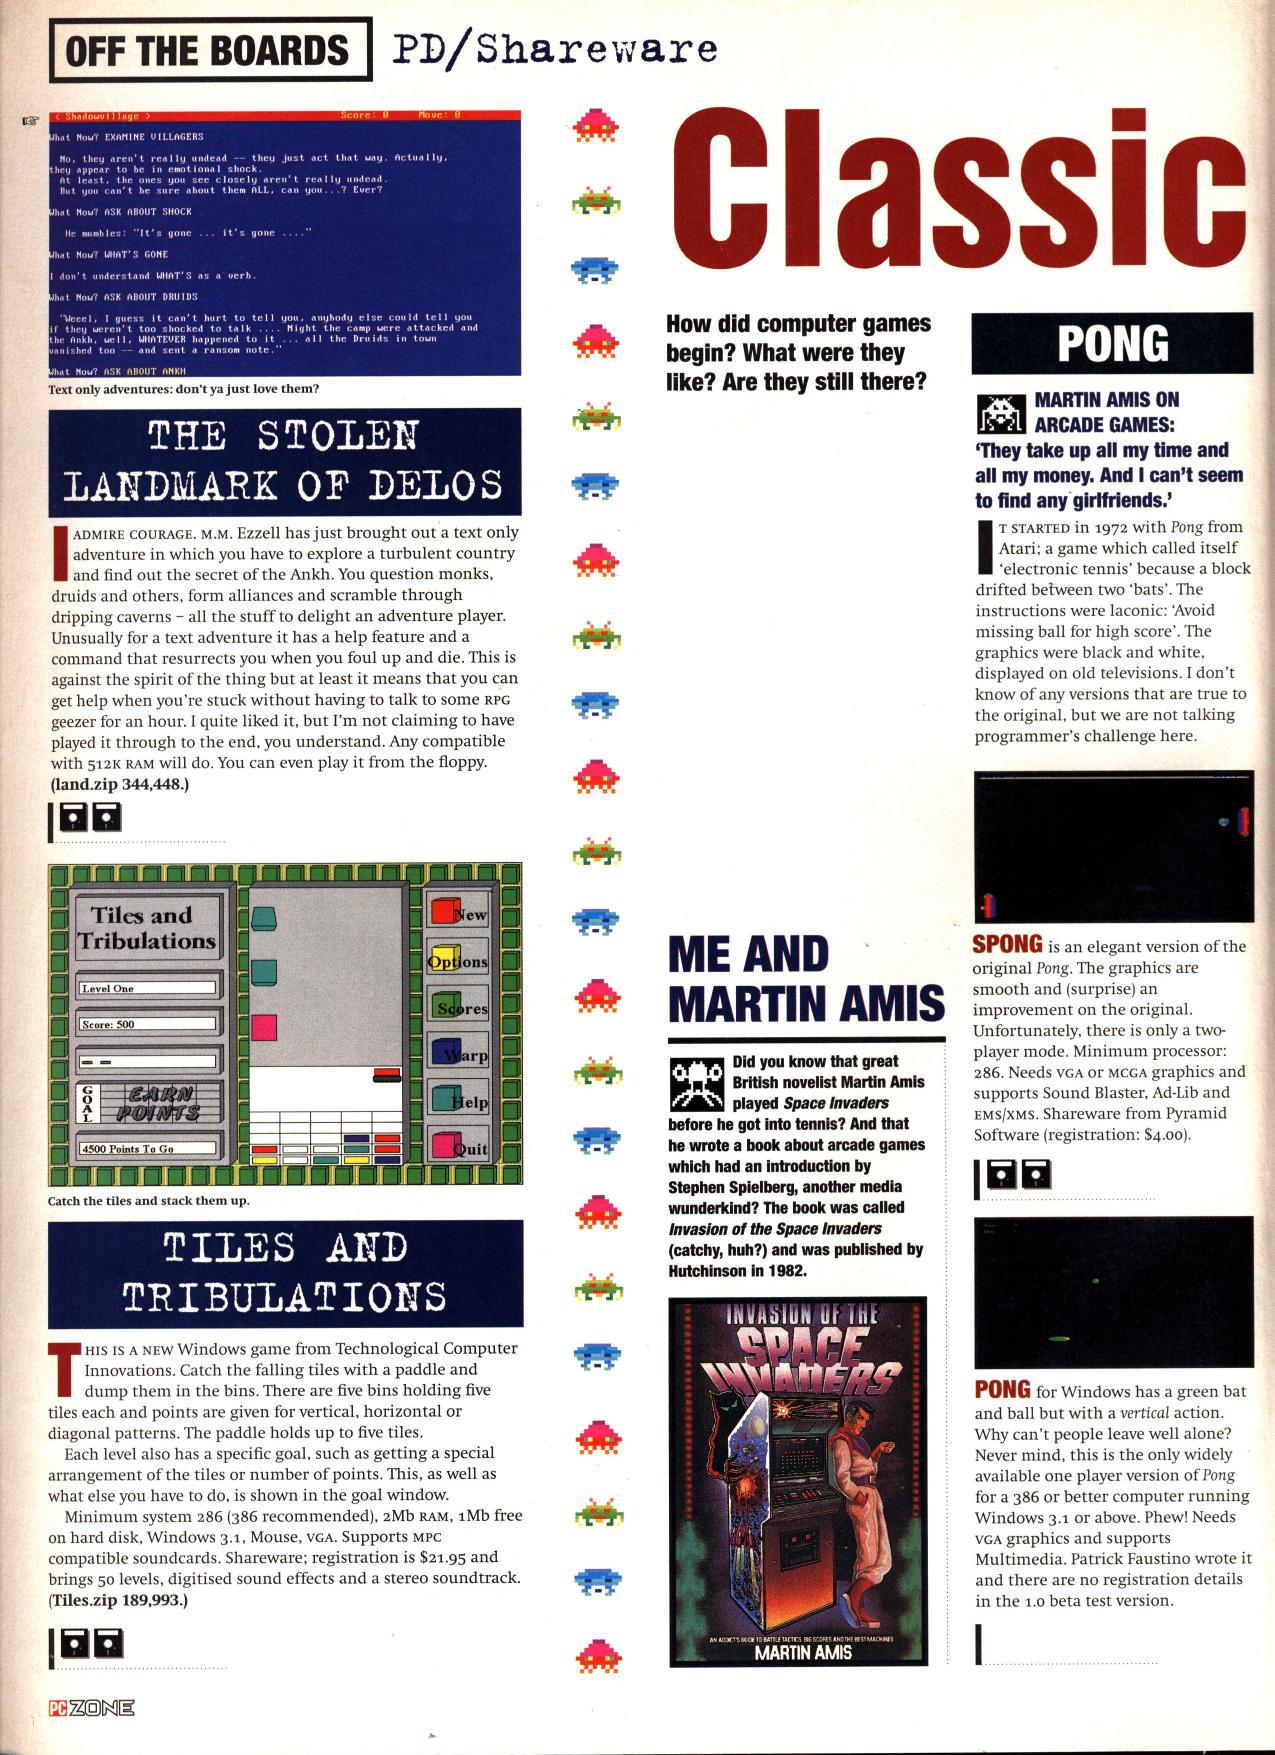 OFF THE BOARDS
PD/Shareware
< Shadowvillage > Score: 0 Move: 8
What Now? EXAMINE VILLAGERS
No, they aren't really undead -- they just act that way. Actually,
they appear to be in emotional shock.
At least, the ones you see closely aren't really undead.
But you can't be sure about them ALL, can you...? Ever?
What Now? ASK ABOUT SHOCK
He mumbles: "It's gone ... it's gone ...."
What Now? WHAT'S GONE
I don't understand WHAT'S as a verb.
What Now? ASK ABOUT DRUIDS
"Weeel, I guess it can't hurt to tell you, anybody else could tell you
if they weren't too shocked to talk .... Night the camp were attacked and
the Ankh, well, WHATEVER happened to it ... all the Druids in town
vanished too -- and sent a ransom note."
What Now? ASK ABOUT ANKH
Text only adventures: don't ya just love them?
THE STOLEN
LANDMARK OF DELOS
I ADMIRE COURAGE. M.M. Ezzell has just brought out a text only
adventure in which you have to explore a turbulent country
and find out the secret of the Ankh. You question monks,
druids and others, form alliances and scramble through
dripping caverns – all the stuff to delight an adventure player.
Unusually for a text adventure it has a help feature and a
command that resurrects you when you foul up and die. This is
against the spirit of the thing but at least it means that you can
get help when you're stuck without having to talk to some RPG
geezer for an hour. I quite liked it, but I'm not claiming to have
played it through to the end, you understand. Any compatible
with 512K RAM will do. You can even play it from the floppy.
(land.zip 344,448.)
Tiles and
Tribulations
Level One
Score: 500
GOAL
EARN
POINTS
4500 Points To Go
New
Options
Scores
Warp
Help
Quit
Catch the tiles and stack them up.
TILES AND
TRIBULATIONS
THIS IS A NEW Windows game from Technological Computer
Innovations. Catch the falling tiles with a paddle and
dump them in the bins. There are five bins holding five
tiles each and points are given for vertical, horizontal or
diagonal patterns. The paddle holds up to five tiles.
Each level also has a specific goal, such as getting a special
arrangement of the tiles or number of points. This, as well as
what else you have to do, is shown in the goal window.
Minimum system 286 (386 recommended), 2Mb RAM, 1Mb free
on hard disk, Windows 3.1, Mouse, VGA. Supports MPC
compatible soundcards. Shareware; registration is $21.95 and
brings 50 levels, digitised sound effects and a stereo soundtrack.
(Tiles.zip 189,993.)
PC ZONE
Classic
How did computer games
begin? What were they
like? Are they still there?
ME AND
MARTIN AMIS
Did you know that great
British novelist Martin Amis
played Space Invaders
before he got into tennis? And that
he wrote a book about arcade games
which had an introduction by
Stephen Spielberg, another media
wunderkind? The book was called
Invasion of the Space Invaders
(catchy, huh?) and was published by
Hutchinson in 1982.
INVASION OF THE
SPACE
INVADERS
AN ADDICT'S GUIDE TO BATTLE TACTICS, BIG SCORES AND THE BEST MACHINES
MARTIN AMIS
PONG
MARTIN AMIS ON
ARCADE GAMES:
'They take up all my time and
all my money. And I can't seem
to find any girlfriends.'
IT STARTED in 1972 with Pong from
Atari; a game which called itself
'electronic tennis' because a block
drifted between two 'bats'. The
instructions were laconic: 'Avoid
missing ball for high score'. The
graphics were black and white,
displayed on old televisions. I don't
know of any versions that are true to
the original, but we are not talking
programmer's challenge here.
SPONG is an elegant version of the
original Pong. The graphics are
smooth and (surprise) an
improvement on the original.
Unfortunately, there is only a two-
player mode. Minimum processor:
286. Needs VGA or MCGA graphics and
supports Sound Blaster, Ad-Lib and
EMS/XMS. Shareware from Pyramid
Software (registration: $4.00).
PONG for Windows has a green bat
and ball but with a vertical action.
Why can't people leave well alone?
Never mind, this is the only widely
available one player version of Pong
for a 386 or better computer running
Windows 3.1 or above. Phew! Needs
VGA graphics and supports
Multimedia. Patrick Faustino wrote it
and there are no registration details
in the 1.0 beta test version.